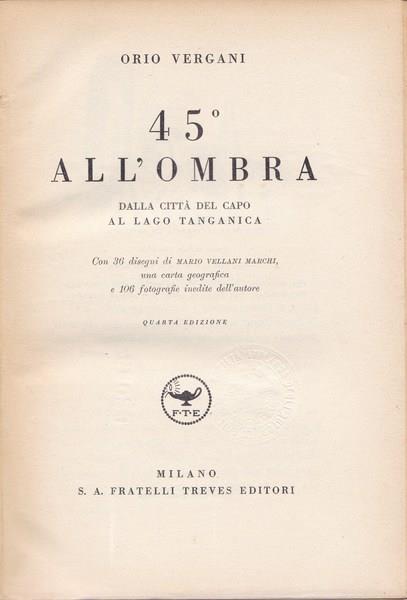 ORIO VERGANI
45°
ALL'OMBRA
DALLA CITTÀ DEL CAPO
AL LAGO TANGANICA
Con 36 disegni di MARIO VELLANI MARCHI,
una carta geografica
e 106 fotografie inedite dell'autore
QUARTA EDIZIONE
F·T·E
MILANO
S. A. FRATELLI TREVES EDITORI